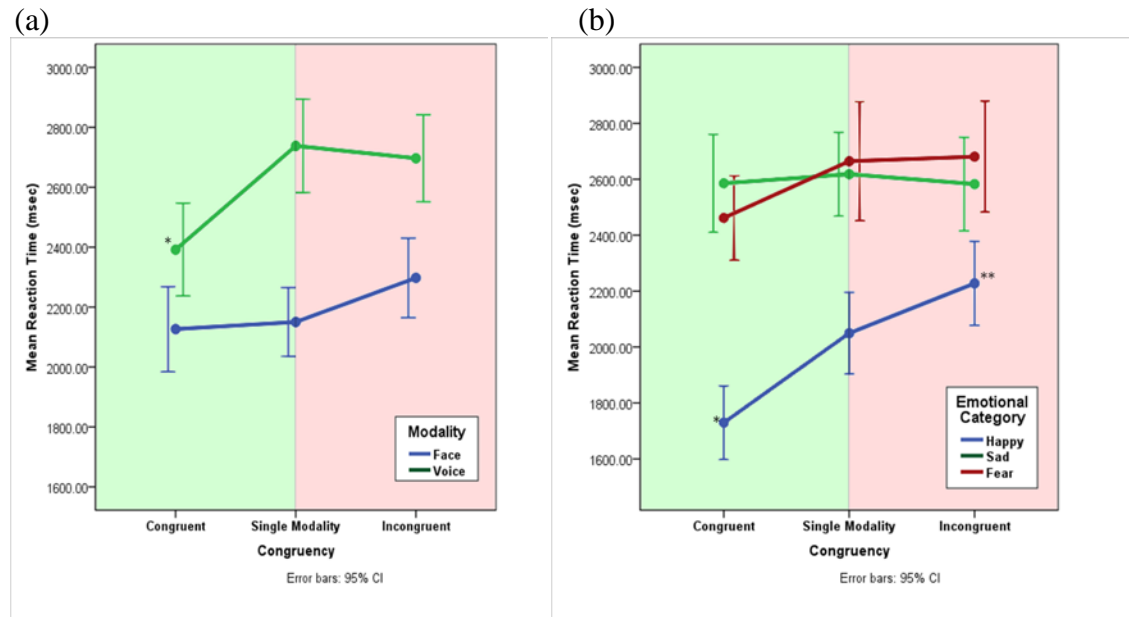 (a)
3000.00
2800.00
2600.00
2400.00
2200.00
2000.00
1800.00
1600.00
Mean Reaction Time (msec)
*
Modality
Face
Voice
Congruent Single Modality Incongruent
Congruency
Error bars: 95% CI
(b)
3000.00
2800.00
2600.00
2400.00
2200.00
2000.00
1800.00
1600.00
Mean Reaction Time (msec)
**
*
Emotional
Category
Happy
Sad
Fear
Congruent Single Modality Incongruent
Congruency
Error bars: 95% CI